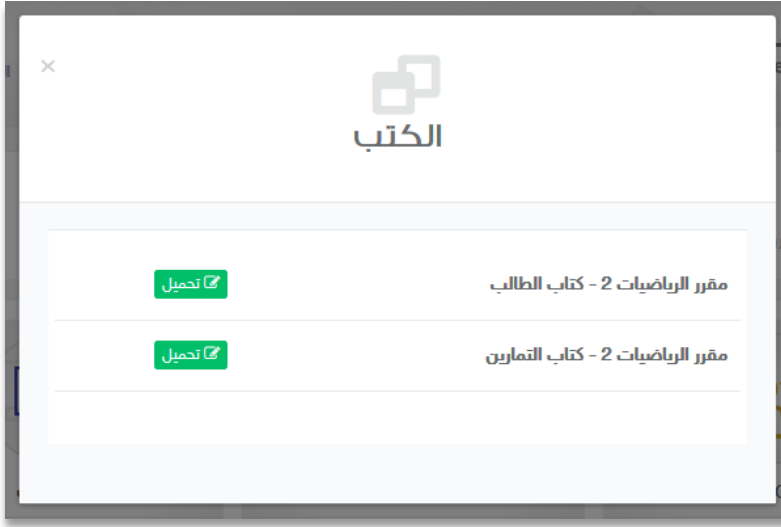 ×
الكتب
مقرر الرياضيات 2 - كتاب الطالب
تحميل
مقرر الرياضيات 2 - كتاب التمارين
تحميل